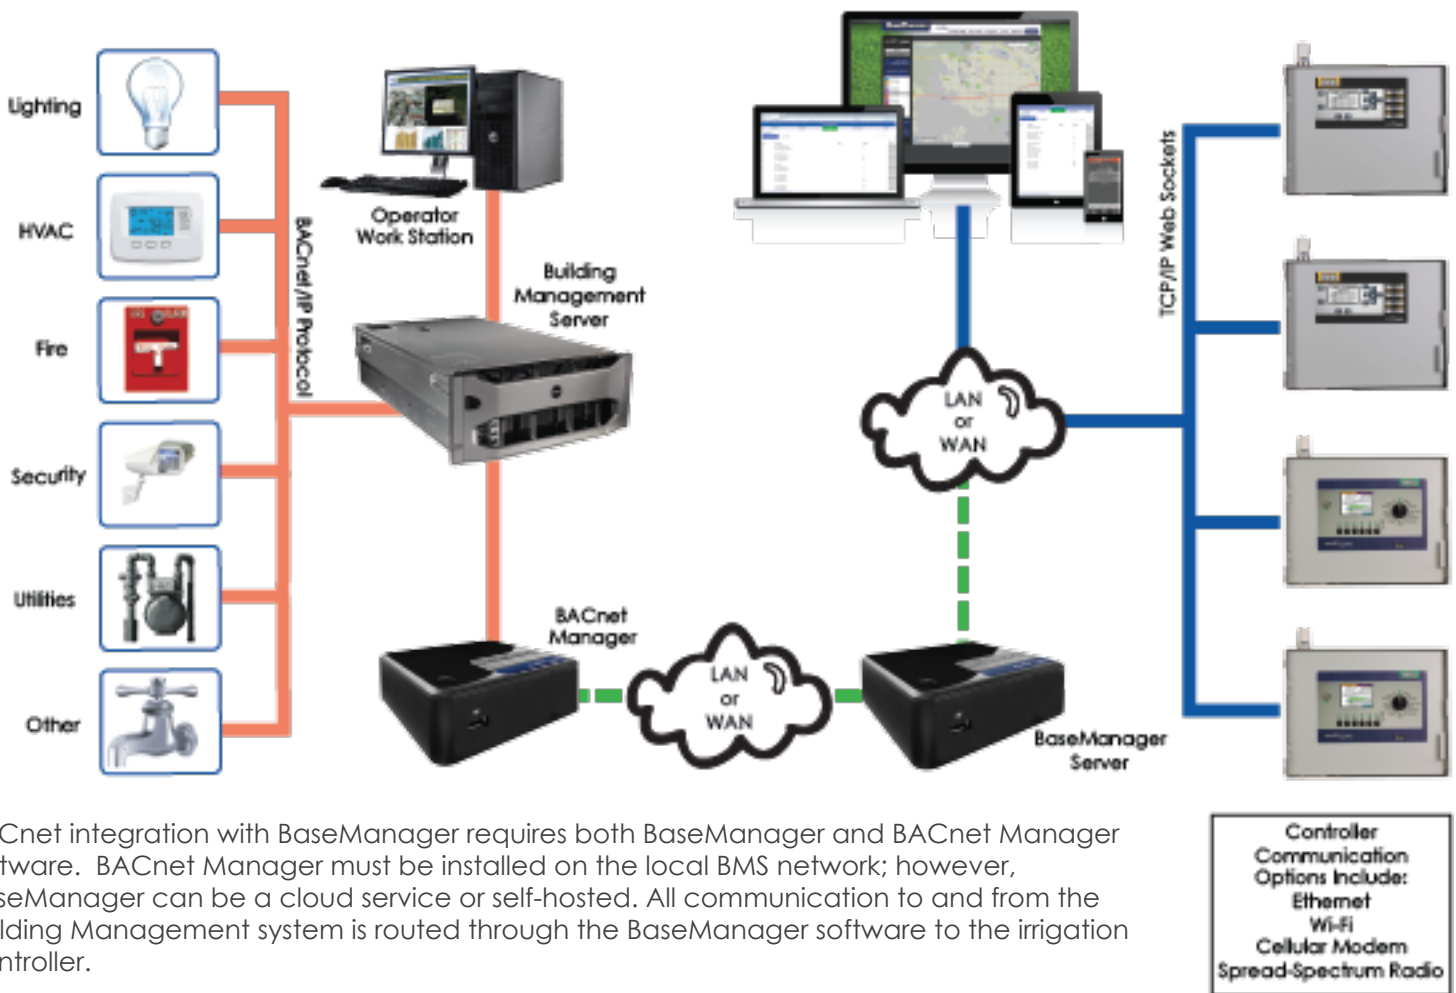 Lighting
HVAC
Fire
Security
Utilities
Other
BACnet/IP Protocol
Operator
Work Station
Building
Management
Server
BACnet
Manager
LAN
or
WAN
LAN
or
WAN
BaseManager
Server
TCP/IP Web Sockets
Cnet integration with BaseManager requires both BaseManager and BACnet Manager
tware.  BACnet Manager must be installed on the local BMS network; however,
seManager can be a cloud service or self-hosted. All communication to and from the
lding Management system is routed through the BaseManager software to the irrigation
ntroller.
Controller
Communication
Options Include:
Ethernet
Wi-Fi
Cellular Modem
Spread-Spectrum Radio